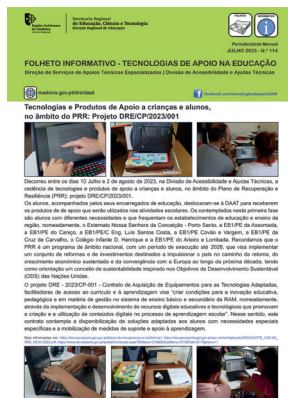 Região Autónoma
da Madeira
Secretaria Regional
de Educação, Ciência e Tecnologia
Direção Regional de Educação
Periodicidade Mensal
JULHO 2023 - N.º 114
FOLHETO INFORMATIVO - TECNOLOGIAS DE APOIO NA EDUCAÇÃO
Direção de Serviços de Apoios Técnicos Especializados | Divisão de Acessibilidade e Ajudas Técnicas
madeira.gov.pt/dre/daat
Tecnologias e Produtos de Apoio a crianças e alunos,
no âmbito do PRR: Projeto DRE/CP/2023/001
Decorreu entre os dias 10 Julho e 2 de agosto de 2023, na Divisão de Acessibilidade e Ajudas Técnicas, a
cedência de tecnologias e produtos de apoio a crianças e alunos, no âmbito do Plano de Recuperação e
Resiliência (PRR); projeto DRE/2023/001.
Os alunos, acompanhados pelos seus encarregados de educação, deslocaram-se à DAAT para receberem
os produtos de apoio que serão utilizados nas atividades escolares. Os contemplados nesta primeira fase
são alunos com diferentes necessidades e que frequentam os estabelecimentos de educação e ensino da
região, nomeadamente, o Externato Nossa Senhora da Conceição - Porto Santo, a EB1/PE da Assomada,
a EB1/PE do Caniço, a EB1/PE/C Eng. Luís Santos Costa, a EB1/PE Covão e Vargem, a EB1/PE da
Cruz de Carvalho, o Colégio Infante D. Henrique e a EB1/PE do Arieiro e Lombada. Recordamos que o
PRR é um programa de âmbito nacional, com um período de execução até 2026, que visa implementar
um conjunto de reformas e de investimentos destinados a impulsionar o país no caminho da retoma, do
crescimento económico sustentado e da convergência com a Europa ao longo da próxima década, tendo
como orientação um conceito de sustentabilidade inspirado nos Objetivos de Desenvolvimento Sustentável
(ODS) das Nações Unidas.
O projeto DRE - 2023/CP-001 - Contrato de Aquisição de Equipamentos para as Tecnologias Adaptadas,
facilitadores de acesso ao currículo e à aprendizagem visa "criar condições para a inovação educativa,
pedagógica e em matéria de gestão no sistema de ensino básico e secundário da RAM, nomeadamente,
através da implementação e desenvolvimento de recursos digitais educativos e tecnológicos que promovam
a criação e a utilização de conteúdos digitais no processo de aprendizagem escolar". Nesse sentido, este
contrato contempla a disponibilização de soluções adaptadas aos alunos com necessidades especiais
específicas e a mobilização de medidas de suporte e apoio à aprendizagem.